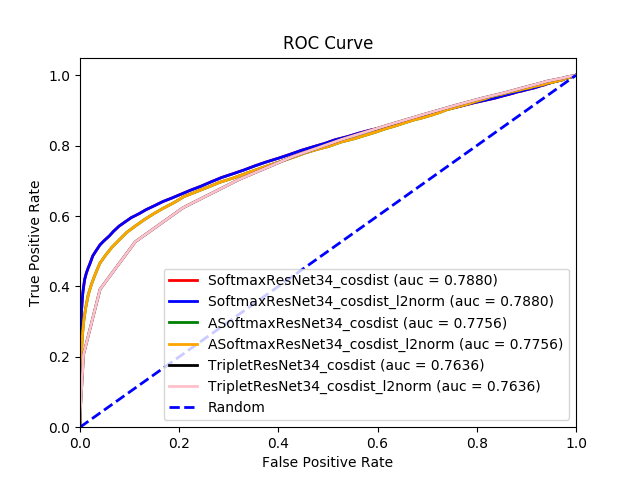 ROC Curve
True Positive Rate
1.0
0.8
0.6
0.4
0.2
0.0
SoftmaxResNet34_cosdist (auc = 0.7880)
SoftmaxResNet34_cosdist_l2norm (auc = 0.7880)
ASoftmaxResNet34_cosdist (auc = 0.7756)
ASoftmaxResNet34_cosdist_l2norm (auc = 0.7756)
TripletResNet34_cosdist (auc = 0.7636)
TripletResNet34_cosdist_l2norm (auc = 0.7636)
Random
0.0 0.2 0.4 0.6 0.8 1.0
False Positive Rate